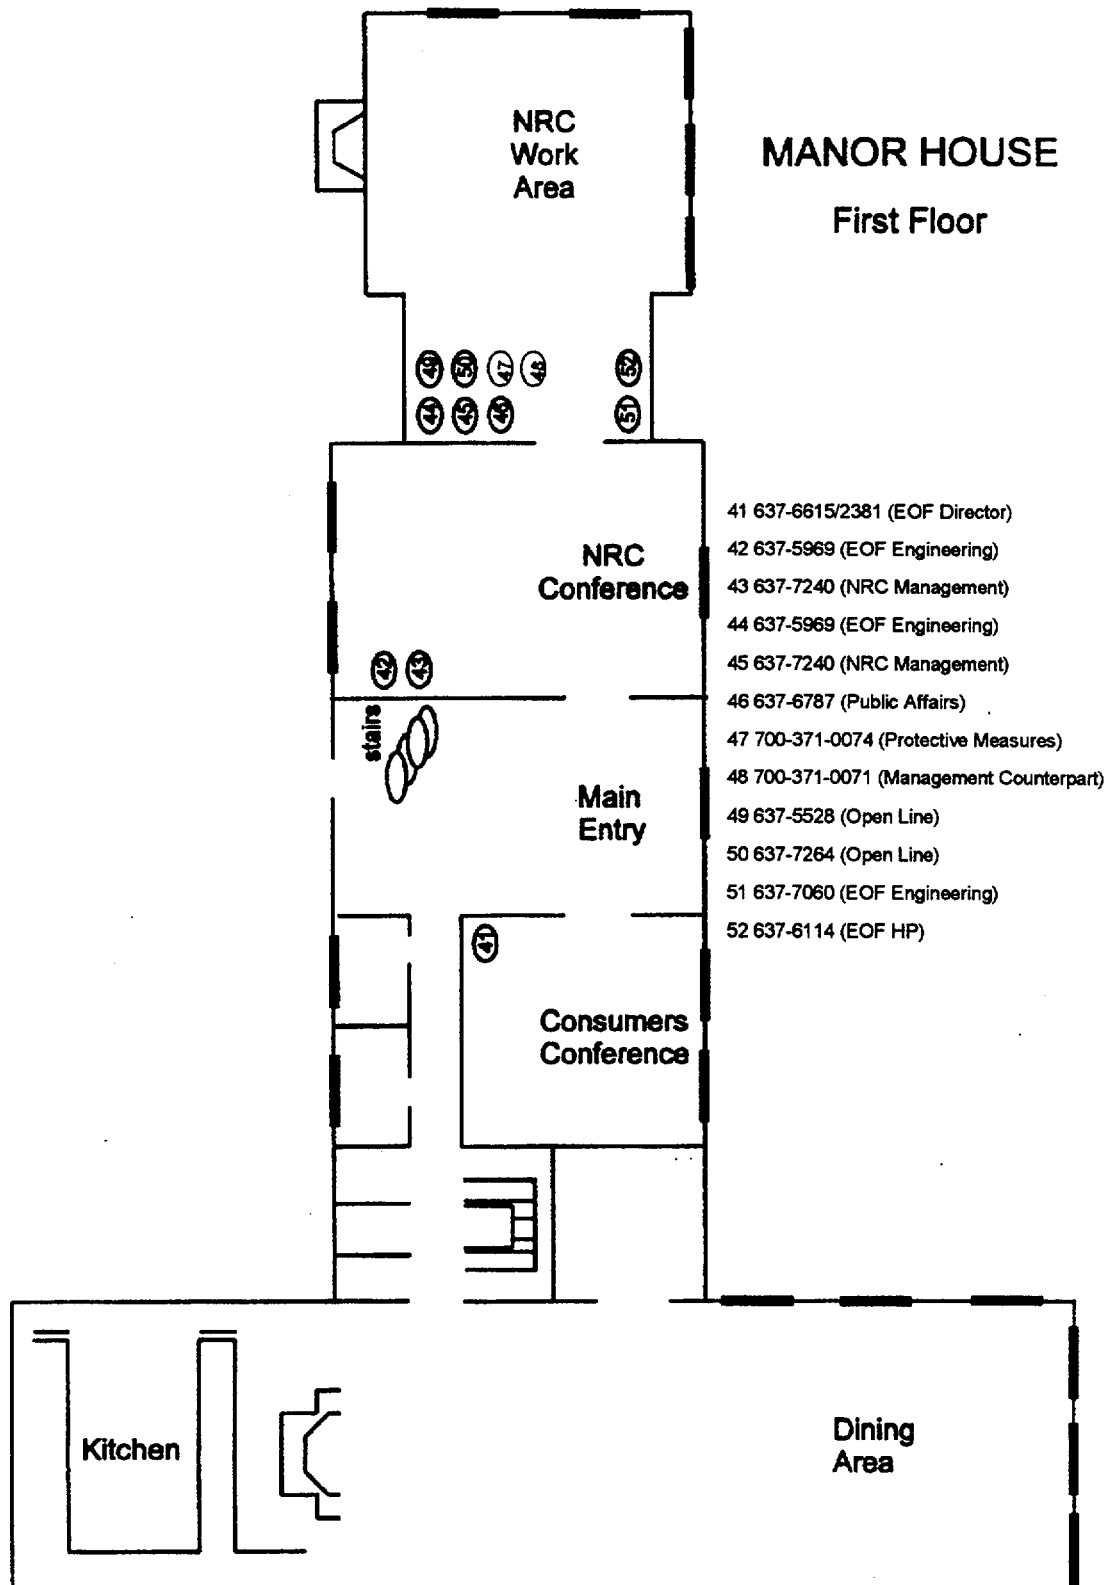 NRC
Work
Area
MANOR HOUSE
First Floor
49 50 47 48 52
44 45 46 51
NRC
Conference
42 43
stairs
Main
Entry
41
Consumers
Conference
41 637-6615/2381 (EOF Director)
42 637-5969 (EOF Engineering)
43 637-7240 (NRC Management)
44 637-5969 (EOF Engineering)
45 637-7240 (NRC Management)
46 637-6787 (Public Affairs)
47 700-371-0074 (Protective Measures)
48 700-371-0071 (Management Counterpart)
49 637-5528 (Open Line)
50 637-7264 (Open Line)
51 637-7060 (EOF Engineering)
52 637-6114 (EOF HP)
Kitchen
Dining
Area